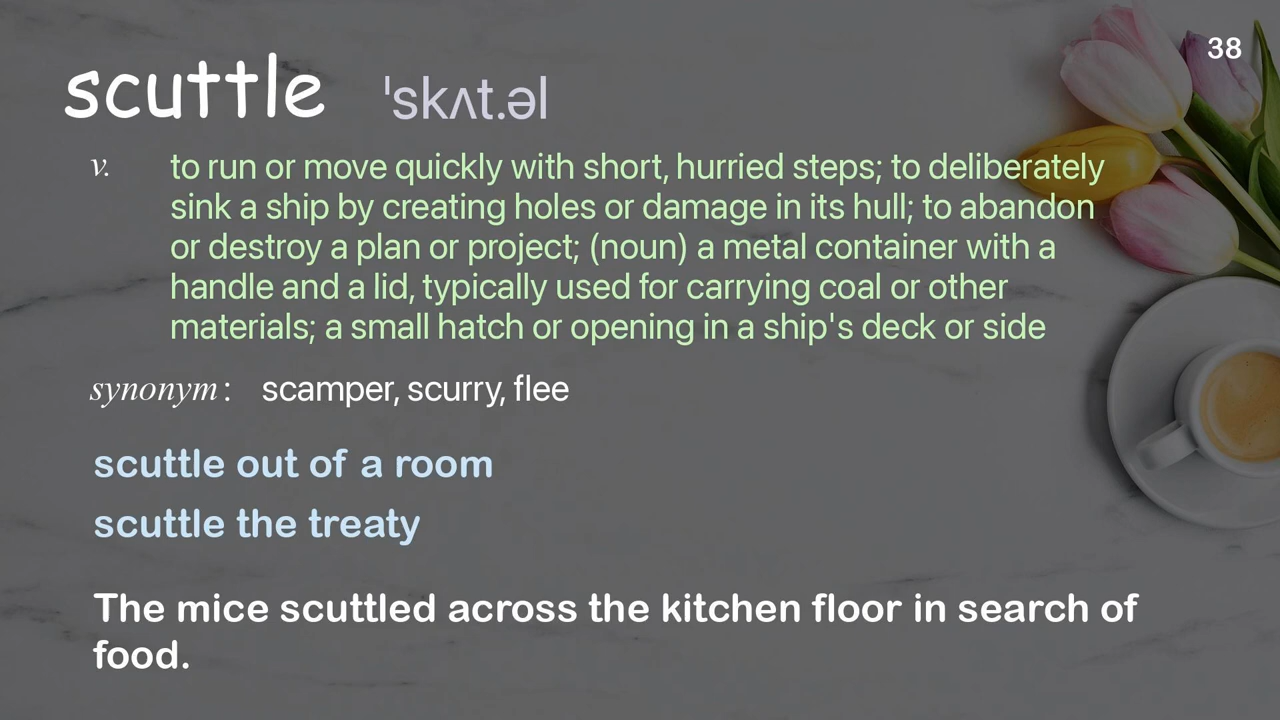 38
scuttle ˈskʌt.əl
v. to run or move quickly with short, hurried steps; to deliberately
sink a ship by creating holes or damage in its hull; to abandon
or destroy a plan or project; (noun) a metal container with a
handle and a lid, typically used for carrying coal or other
materials; a small hatch or opening in a ship's deck or side
synonym: scamper, scurry, flee
scuttle out of a room
scuttle the treaty
The mice scuttled across the kitchen floor in search of
food.